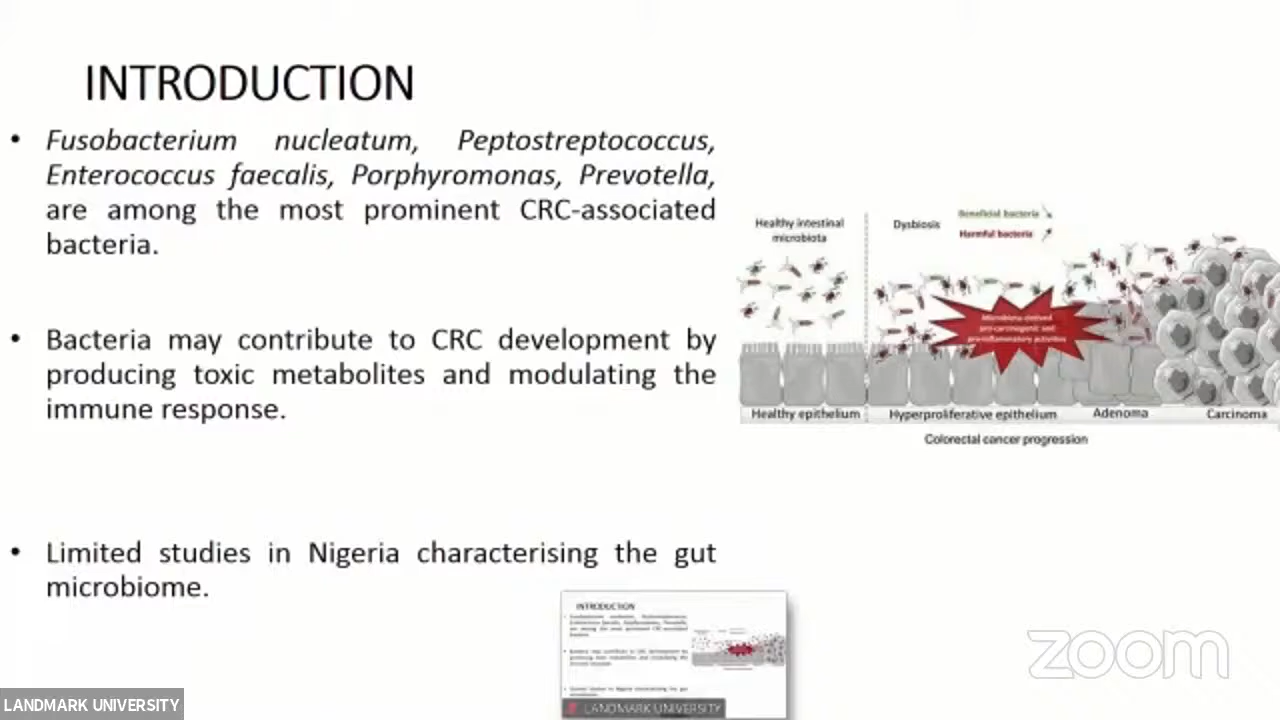 INTRODUCTION
• Fusobacterium nucleatum, Peptostreptococcus,
Enterococcus faecalis, Porphyromonas, Prevotella,
are among the most prominent CRC-associated
bacteria.
• Bacteria may contribute to CRC development by
producing toxic metabolites and modulating the
immune response.
• Limited studies in Nigeria characterising the gut
microbiome.
Healthy intestinal
microbiota
Dysbiosis
Beneficial bacteria
Harmful bacteria
Microbiota-derived
pro-carcinogenic and
pro-inflammatory activities
Healthy epithelium
Hyperproliferative epithelium
Adenoma
Carcinoma
Colorectal cancer progression
INTRODUCTION
LANDMARK UNIVERSITY
zoom
LANDMARK UNIVERSITY